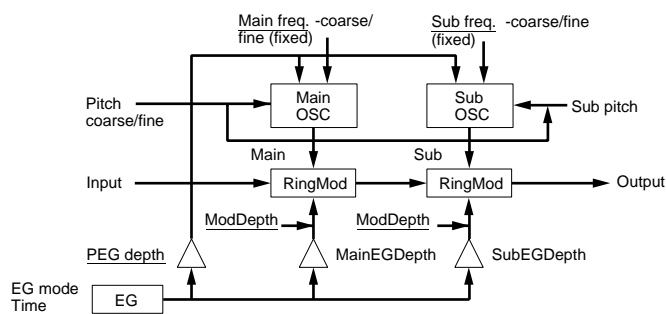 Main freq. -coarse/
fine (fixed)
Sub freq. -coarse/fine
(fixed)
Pitch
coarse/fine
Main
OSC
Sub
OSC
Sub pitch
Main
Sub
Input
RingMod
RingMod
Output
ModDepth
ModDepth
PEG depth
MainEGDepth
SubEGDepth
EG mode
Time
EG